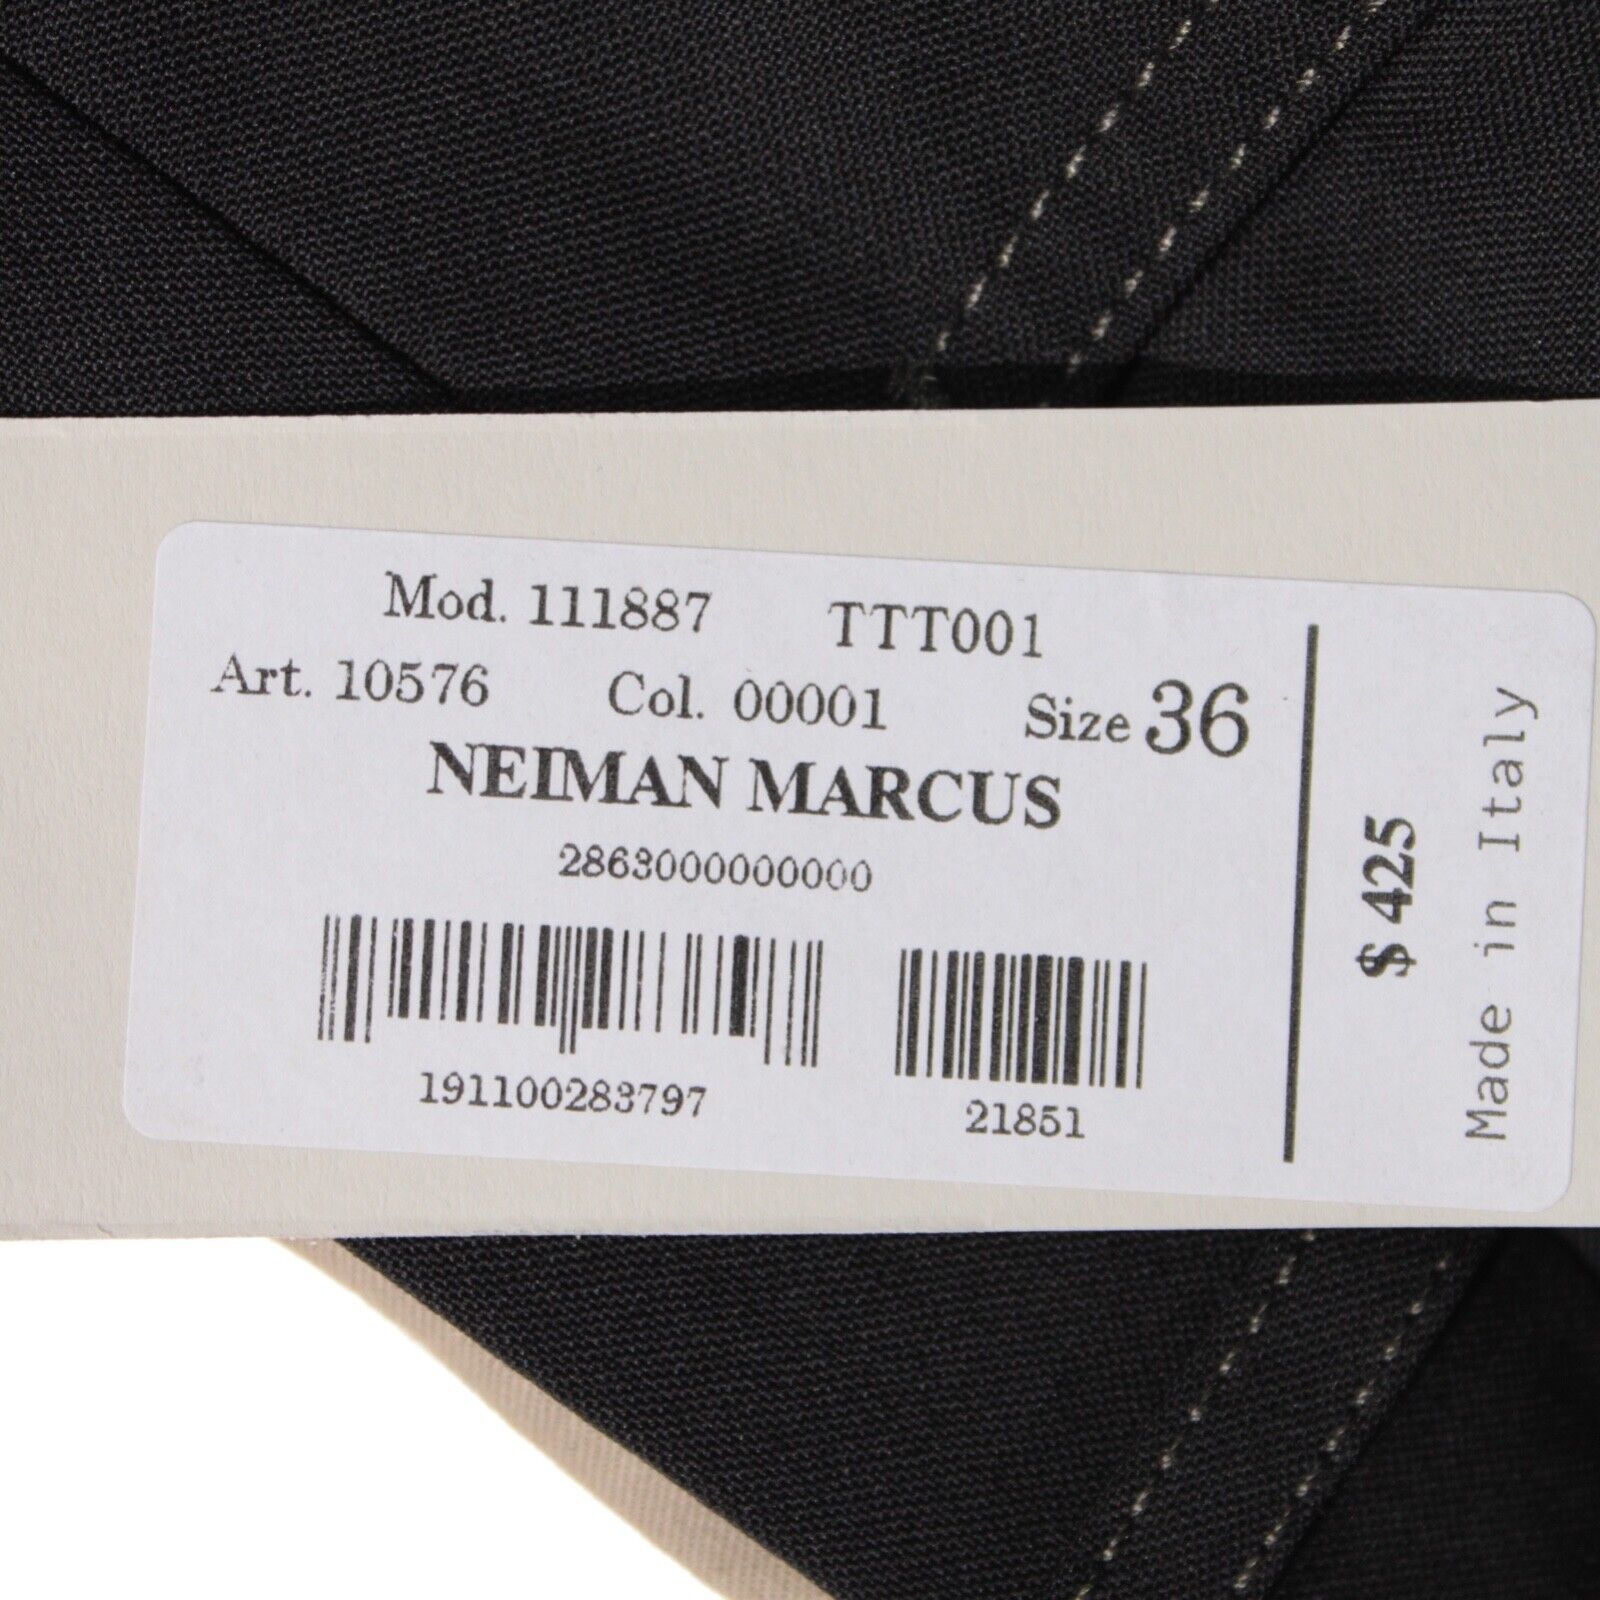 Mod. 111887 TTT001
Art. 10576 Col. 00001 Size 36
NEIMAN MARCUS
2863000000000
191100283797
21851
$ 425
Made in Italy